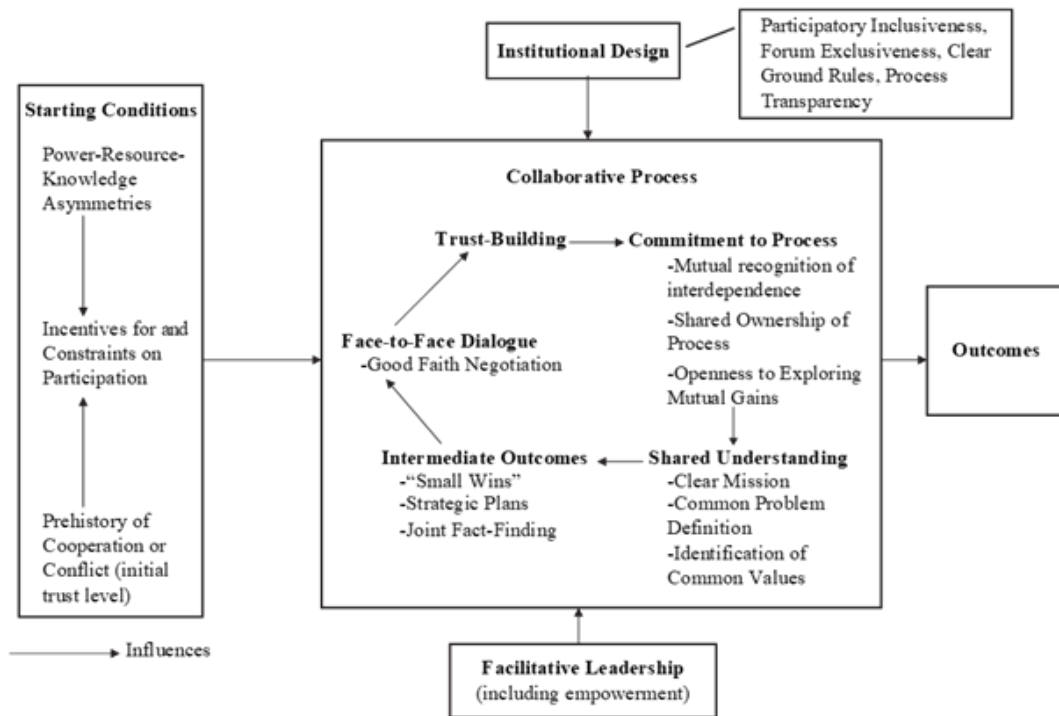 Institutional Design
Participatory Inclusiveness,
Forum Exclusiveness, Clear
Ground Rules, Process
Transparency
Starting Conditions
Power-Resource-
Knowledge
Asymmetries
Incentives for and
Constraints on
Participation
Prehistory of
Cooperation or
Conflict (initial
trust level)
Influences
Collaborative Process
Trust-Building
Commitment to Process
-Mutual recognition of
interdependence
-Shared Ownership of
Process
-Openness to Exploring
Mutual Gains
Face-to-Face Dialogue
-Good Faith Negotiation
Intermediate Outcomes
-“Small Wins”
-Strategic Plans
-Joint Fact-Finding
Shared Understanding
-Clear Mission
-Common Problem
Definition
-Identification of
Common Values
Outcomes
Facilitative Leadership
(including empowerment)